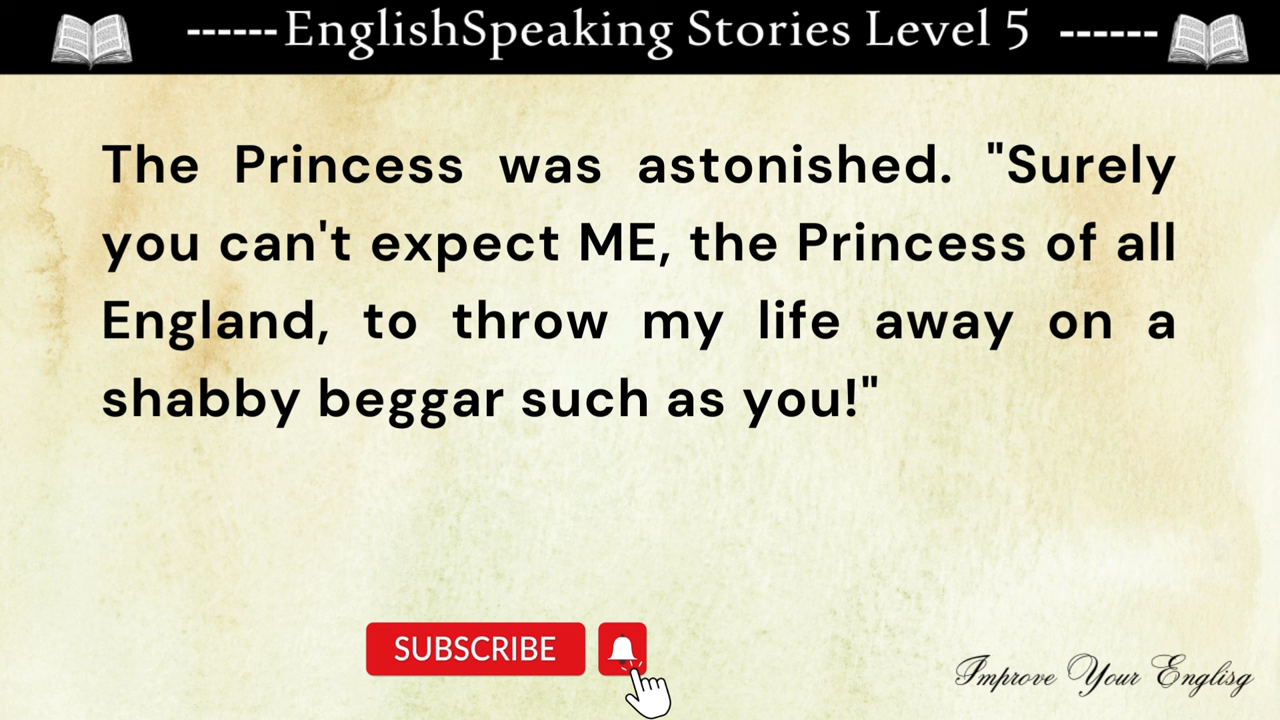 ------EnglishSpeaking Stories Level 5 ------
The Princess was astonished. "Surely
you can't expect ME, the Princess of all
England, to throw my life away on a
shabby beggar such as you!"
SUBSCRIBE
Improve Your Englisg